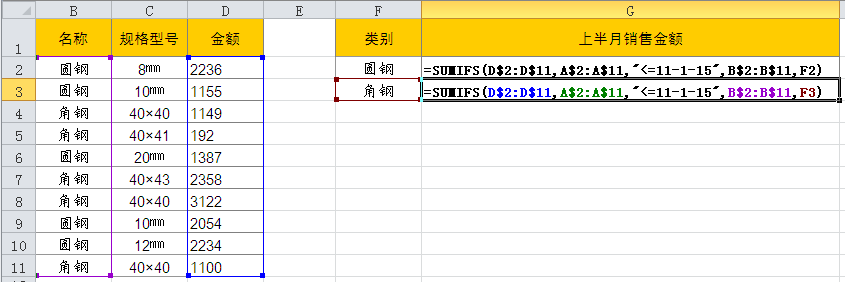 B C D E F G
1 名称 规格型号 金额 类别 上半月销售金额
2 圆钢 8mm 2236 圆钢 =SUMIFS(D$2:D$11,A$2:A$11,"<=11-1-15",B$2:B$11,F2)
3 圆钢 10mm 1155 角钢 =SUMIFS(D$2:D$11,A$2:A$11,"<=11-1-15",B$2:B$11,F3)
4 角钢 40×40 1149
5 角钢 40×41 192
6 圆钢 20mm 1387
7 角钢 40×43 2358
8 角钢 40×40 3122
9 圆钢 10mm 2054
10 圆钢 12mm 2234
11 角钢 40×40 1100